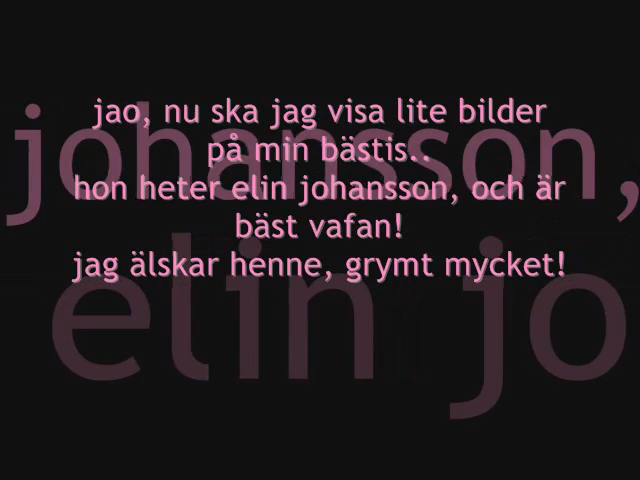 jao, nu ska jag visa lite bilder
på min bästis..
hon heter elin johansson, och är
bäst vafan!
jag älskar henne, grymt mycket!
johansson,
elin jo